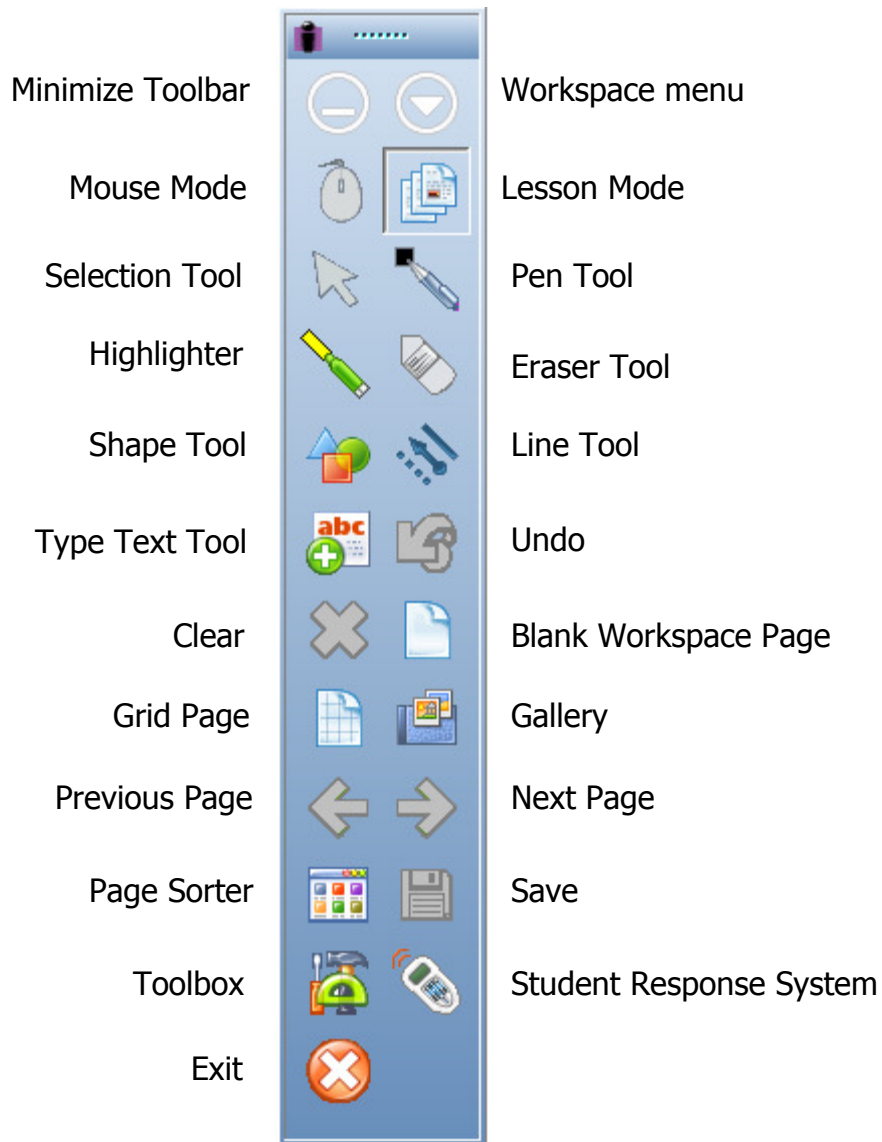 Minimize Toolbar
Workspace menu
Mouse Mode
Lesson Mode
Selection Tool
Pen Tool
Highlighter
Eraser Tool
Shape Tool
Line Tool
abc
Type Text Tool
Undo
Clear
Blank Workspace Page
Grid Page
Gallery
Previous Page
Next Page
Page Sorter
Save
Toolbox
Student Response System
Exit